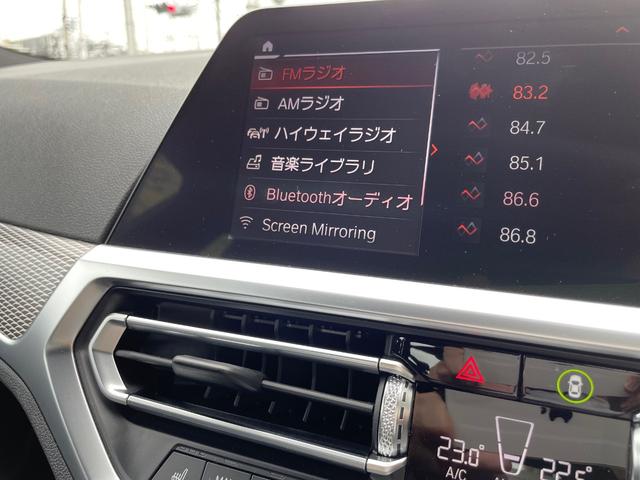 FMラジオ
AMラジオ
ハイウェイラジオ
音楽ライブラリ
Bluetoothオーディオ
Screen Mirroring
82.5
83.2
84.7
85.1
86.6
86.8
23.0°
A/C
22.5